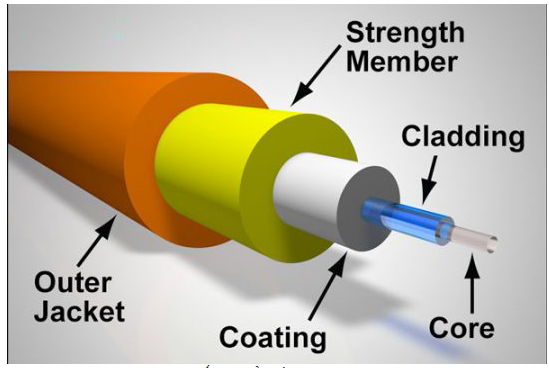 Strength
Member
Cladding
Outer
Jacket
Coating
Core